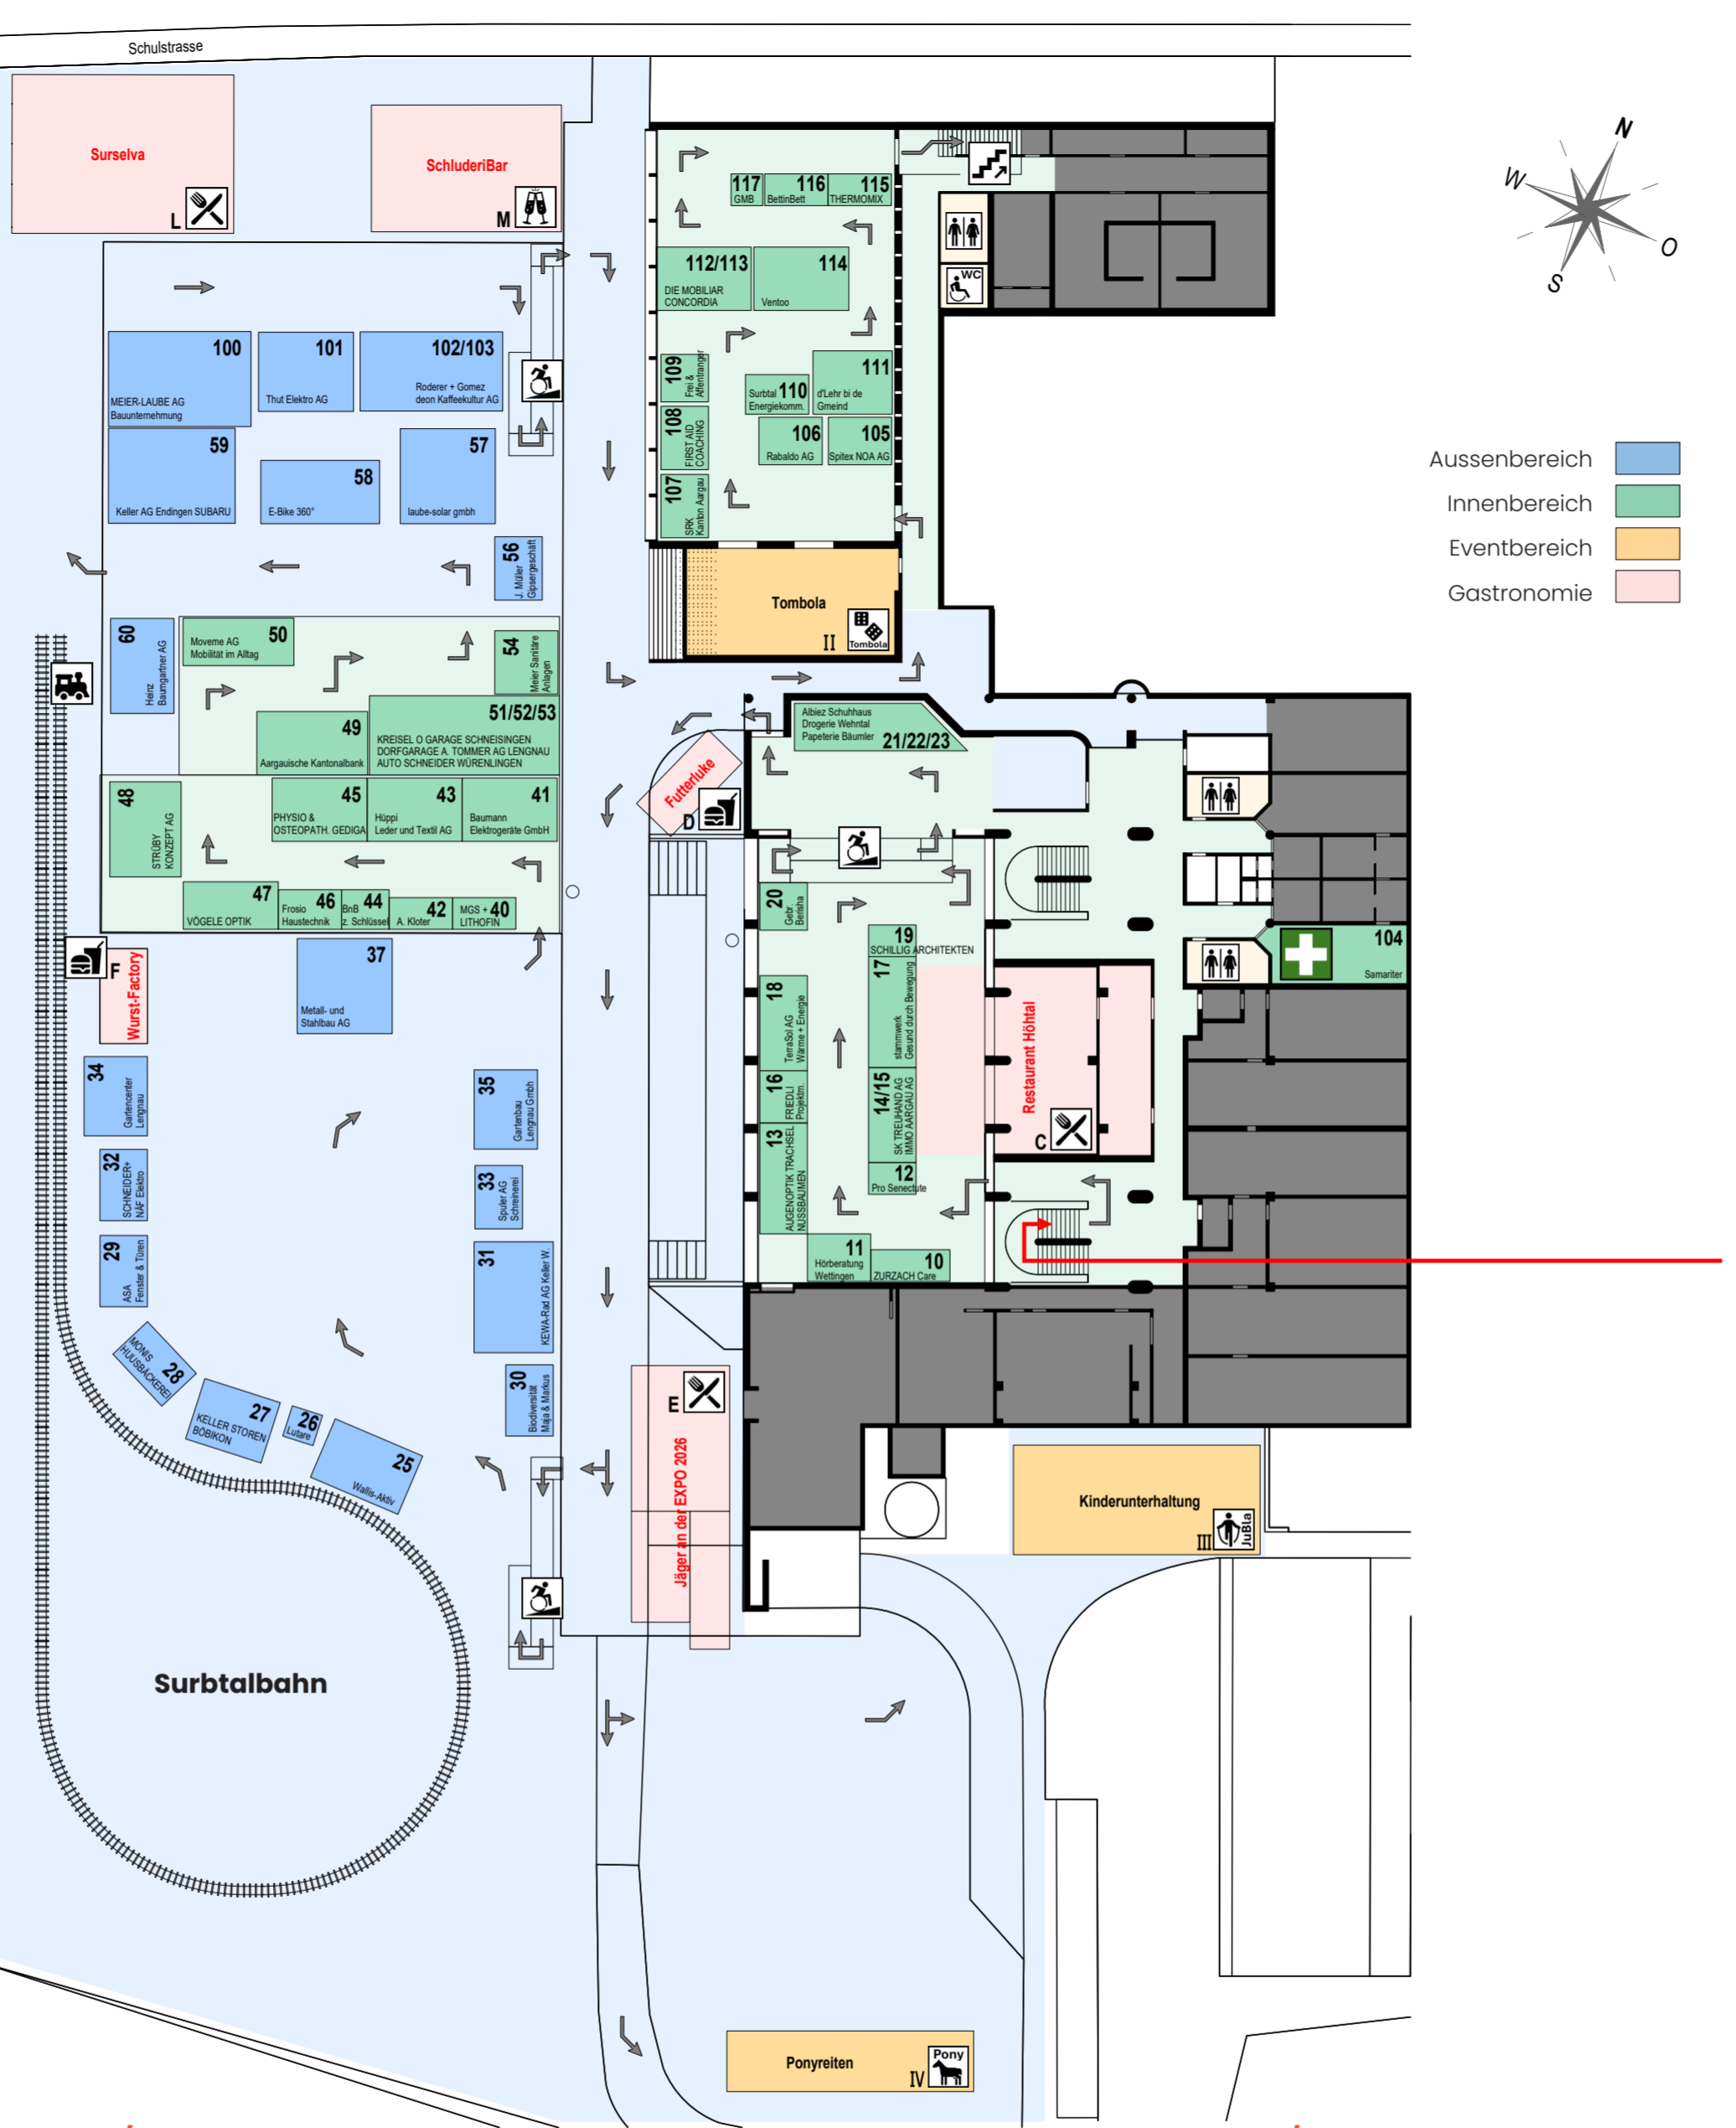 Schulstrasse
Surselva
L
SchluderiBar
M
117
GMB
116
BettinBett
115
THERMOMIX
N
W
O
S
WC
112/113
DIE MOBILIAR
CONCORDIA
114
Ventoo
100
MEIER-LAUBE AG
Bauunternehmung
101
Thut Elektro AG
102/103
Roderer + Gomez
deon Kaffeekultur AG
109
Frei &
Affentranger
Surbtal 110
Energiekomm.
111
d'Lehr bi de
Gmeind
108
FIRST AID
COACHING
106
Rabaldo AG
105
Spitex NOA AG
107
SRK
Kanton Aargau
59
Keller AG Endingen SUBARU
58
E-Bike 360°
57
laube-solar gmbh
Aussenbereich
Innenbereich
Eventbereich
Gastronomie
56
J. Müller
Gipsergeschäft
Tombola
II
Tombola
60
Heinz
Baumgartner AG
50
Moveme AG
Mobilität im Alltag
54
Meier Sanitäre
Anlagen
49
Aargauische Kantonalbank
51/52/53
KREISEL O GARAGE SCHNEISINGEN
DORFGARAGE A. TOMMER AG LENGNAU
AUTO SCHNEIDER WÜRENLINGEN
Albiez Schuhhaus
Drogerie Wehntal
Papeterie Bäumler
21/22/23
Futterluke
D
48
STRÜBY
KONZEPT AG
45
PHYSIO &
OSTEOPATH. GEDIGA
43
Hüppi
Leder und Textil AG
41
Baumann
Elektrogeräte GmbH
47
VÖGELE OPTIK
46
Frosio
Haustechnik
BnB 44
z. Schlüssel
42
A. Kloter
MGS + 40
LITHOFIN
20
Gebr.
Berisha
19
SCHILLIG ARCHITEKTEN
104
Samariter
F
Wurst-Factory
37
Metall- und
Stahlbau AG
18
TerraSol AG
Wärme + Energie
17
stammwerk
Gesund durch Bewegung
Restaurant Höhtal
C
34
Gartencenter
Lengnau
35
Gartenbau
Lengnau Gmbh
16
FRIEDLI
Projektm.
14/15
SK TREUHAND AG
IMMO AARGAU AG
13
AUGENOPTIK TRACHSEL
NUSSBAUMEN
12
Pro Senectute
32
SCHNEIDER+
NÄF Elektro
33
Spuler AG
Schreinerei
29
ASA
Fenster & Türen
31
KEWA-Rad AG Keller W.
11
Hörberatung
Wettingen
10
ZURZACH Care
28
MONIS
HUUSBÄCKEREI
30
Biodiversität
Maja & Markus
27
KELLER STOREN
BÖBIKON
26
Lutare
25
Wallis-Aktiv
E
Jäger an der EXPO 2026
Kinderunterhaltung
III
JuBla
Surbtalbahn
Ponyreiten
IV
Pony